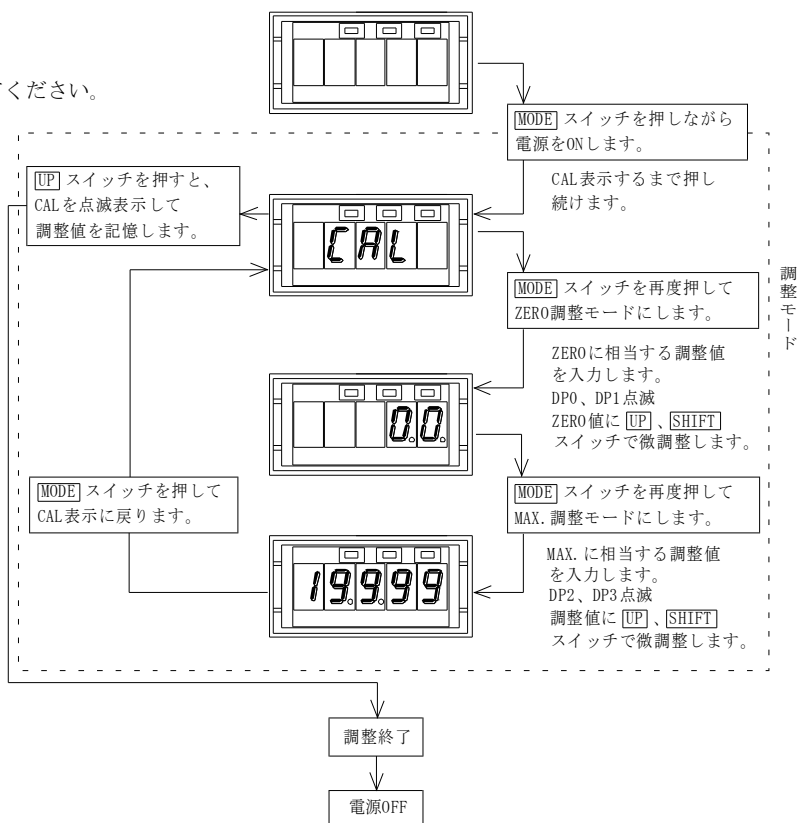 ください。
MODE スイッチを押しながら
電源をONします。
CAL表示するまで押し
続けます。
UP スイッチを押すと、
CALを点滅表示して
調整値を記憶します。
CAL
MODE スイッチを再度押して
ZERO調整モードにします。
調整モード
ZEROに相当する調整値
を入力します。
DP0、DP1点滅
ZERO値に UP 、SHIFT
スイッチで微調整します。
0.0.
MODE スイッチを押して
CAL表示に戻ります。
MODE スイッチを再度押して
MAX.調整モードにします。
MAX.に相当する調整値
を入力します。
DP2、DP3点滅
調整値に UP 、SHIFT
スイッチで微調整します。
19.9.99
調整終了
電源OFF